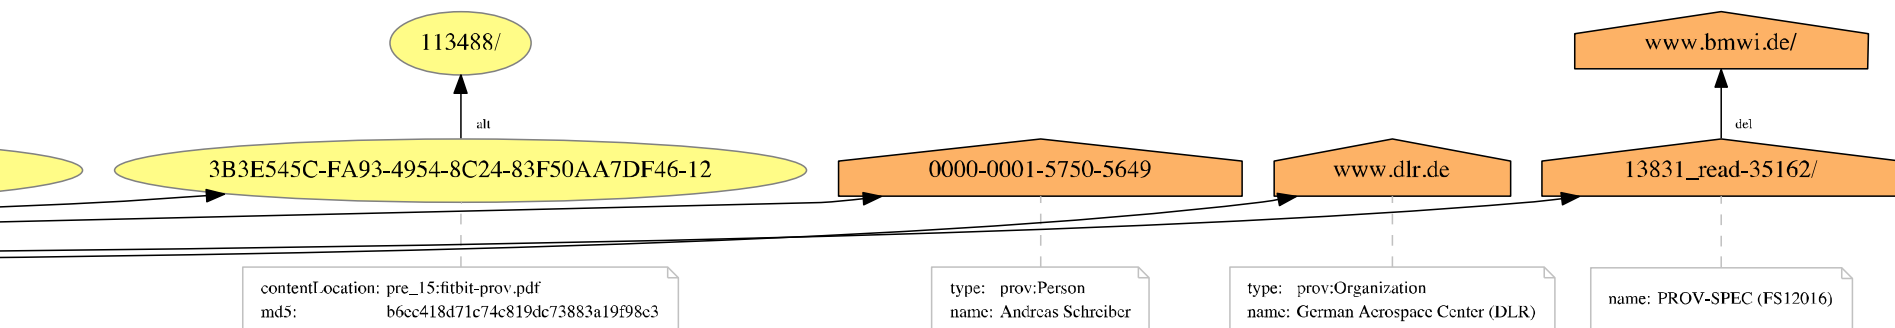 113488/
www.bmwi.de/
alt
del
3B3E545C-FA93-4954-8C24-83F50AA7DF46-12
0000-0001-5750-5649
www.dlr.de
13831_read-35162/
contentLocation: pre_15:fitbit-prov.pdf
md5: b6cc418d71c74c819dc73883a19f98c3
type: prov:Person
name: Andreas Schreiber
type: prov:Organization
name: German Aerospace Center (DLR)
name: PROV-SPEC (FS12016)